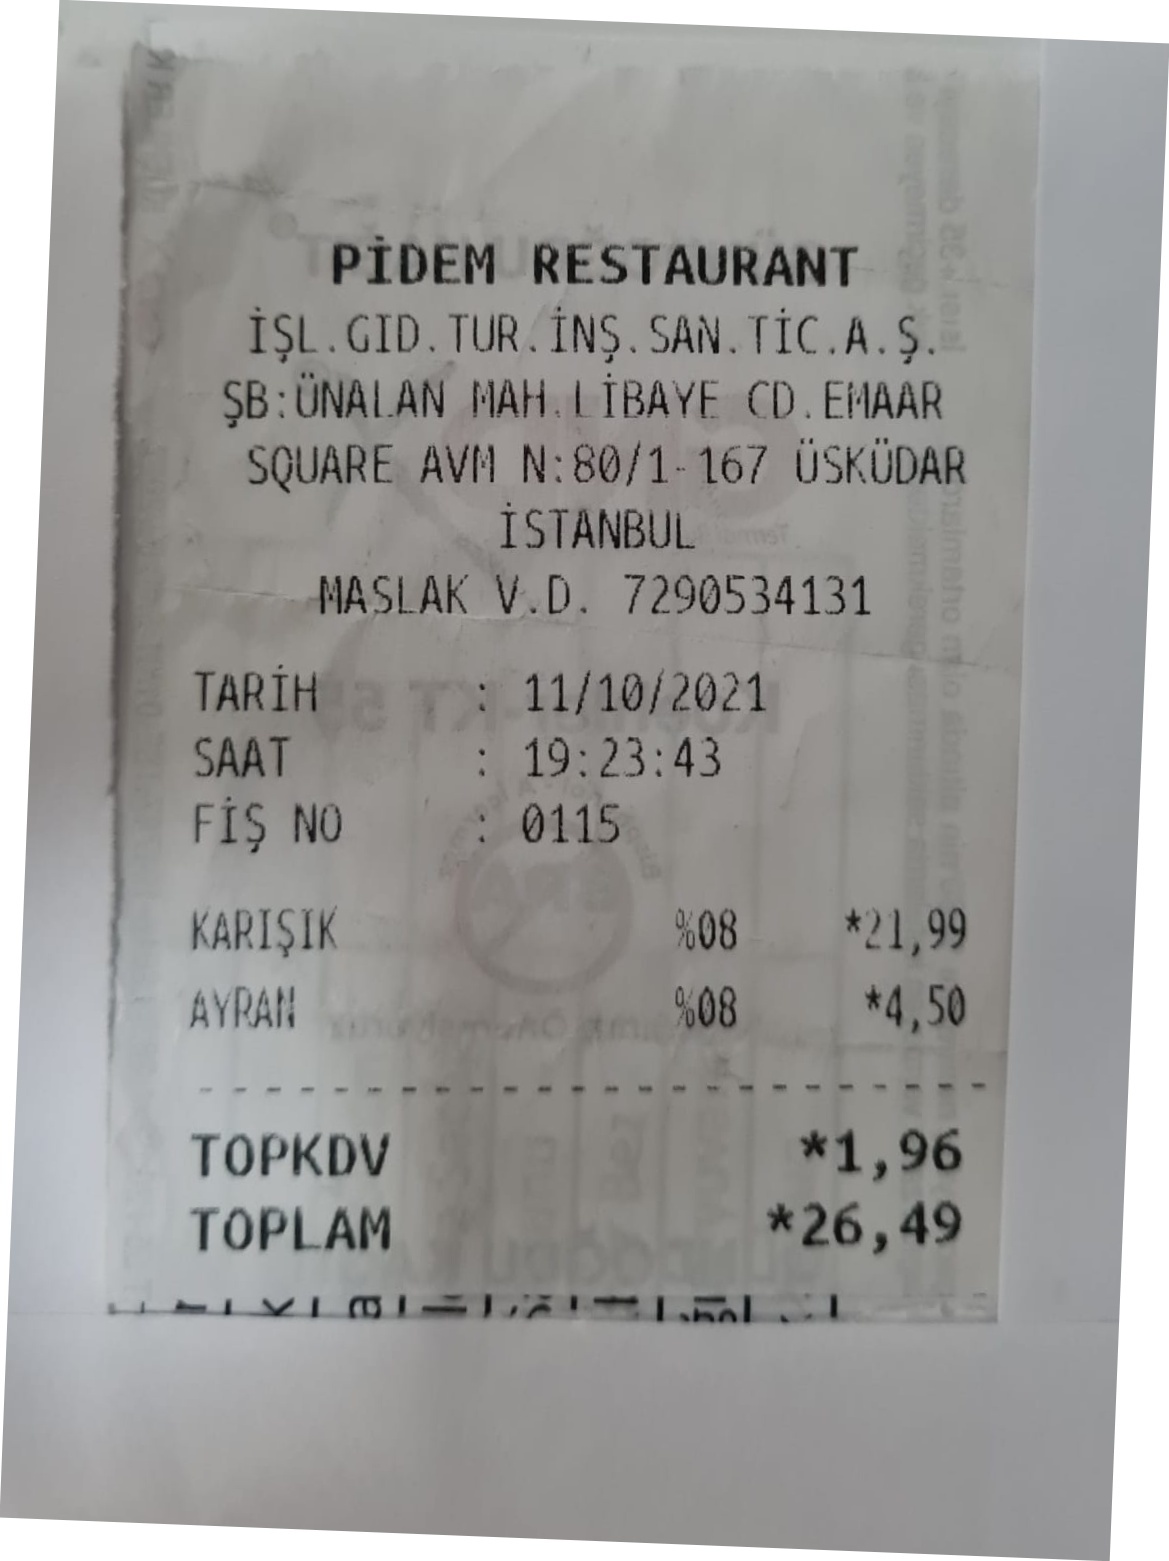 PİDEM RESTAURANT
İŞL.GID.TUR.İNŞ.SAN.TİC.A.Ş.
ŞB:ÜNALAN MAH.LİBAYE CD.EMAAR
SQUARE AVM N:80/1-167 ÜSKÜDAR
İSTANBUL
MASLAK V.D. 7290534131
TARİH : 11/10/2021
SAAT : 19:23:43
FİŞ NO : 0115
KARIŞIK %08 *21,99
AYRAN %08 *4,50
TOPKDV *1,96
TOPLAM *26,49